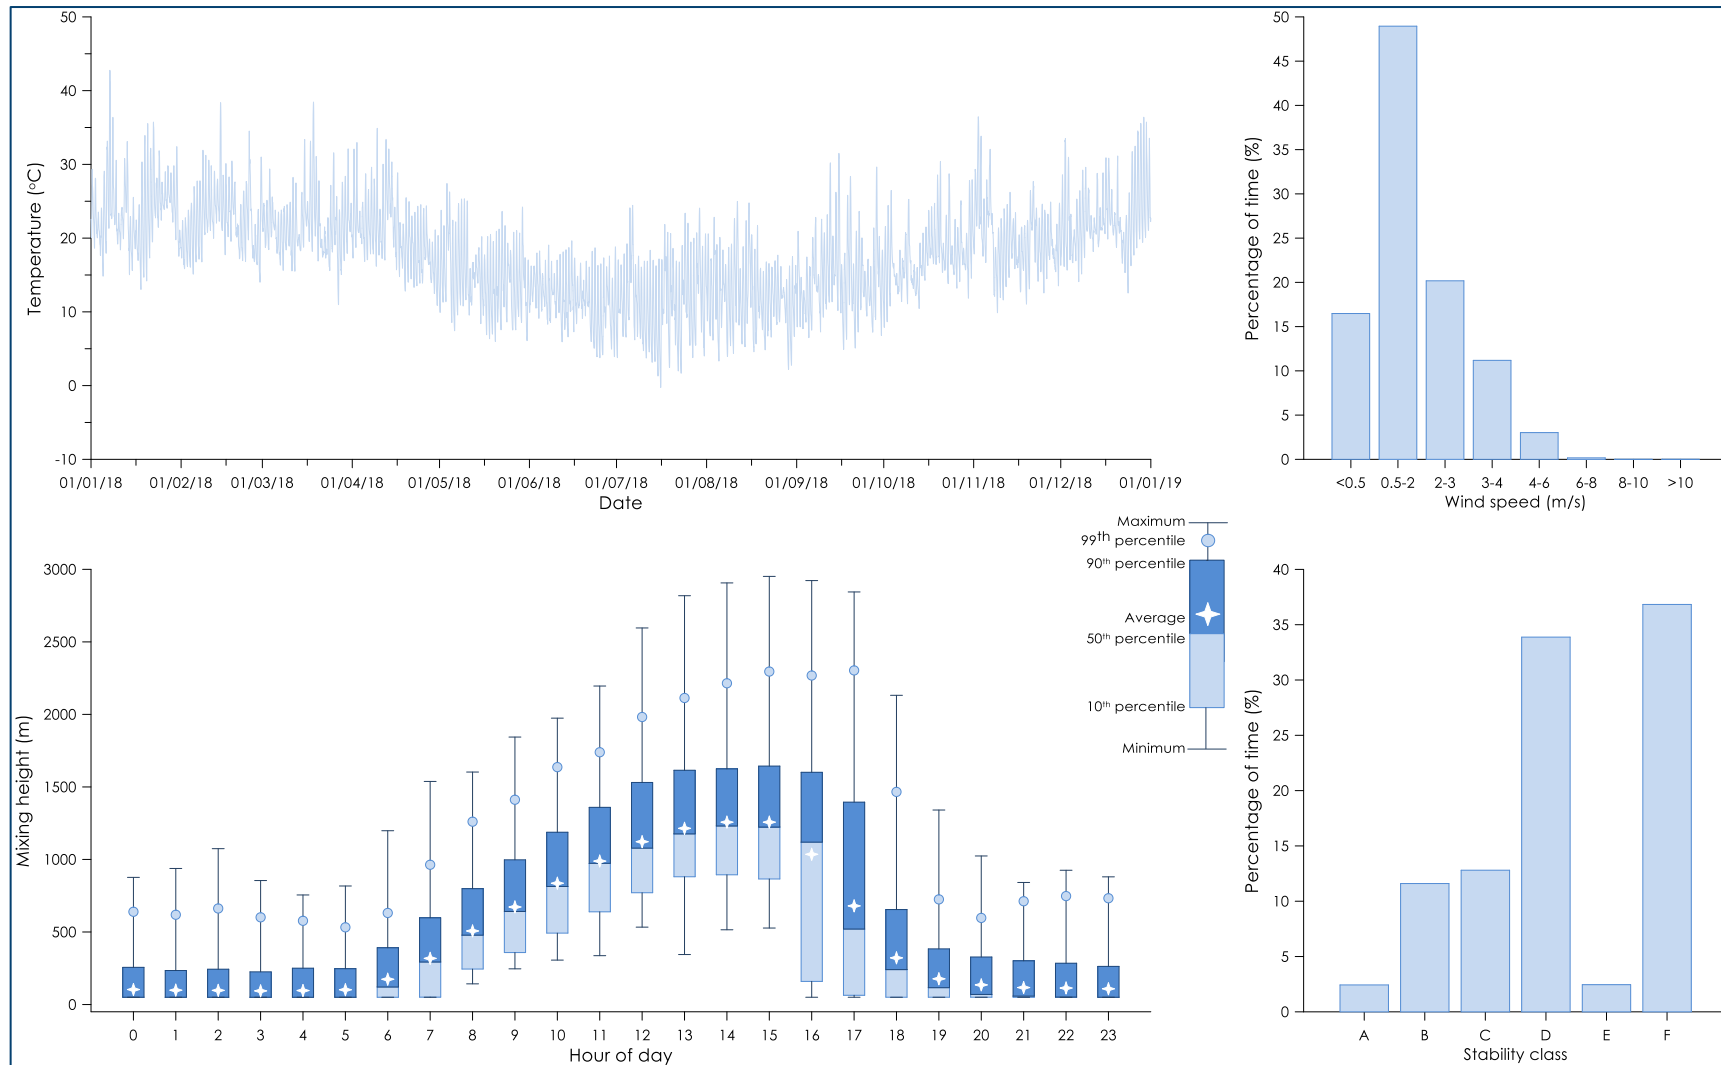 50
40
30
20
10
0
-10
Temperature (°C)
01/01/18 01/02/18 01/03/18 01/04/18 01/05/18 01/06/18 01/07/18 01/08/18 01/09/18 01/10/18 01/11/18 01/12/18 01/01/19
Date
50
45
40
35
30
25
20
15
10
5
0
Percentage of time (%)
<0.5 0.5-2 2-3 3-4 4-6 6-8 8-10 >10
Wind speed (m/s)
3000
2500
2000
1500
1000
500
0
Mixing height (m)
0 1 2 3 4 5 6 7 8 9 10 11 12 13 14 15 16 17 18 19 20 21 22 23
Hour of day
Maximum
99th percentile
90th percentile
Average
50th percentile
10th percentile
Minimum
40
35
30
25
20
15
10
5
0
Percentage of time (%)
A B C D E F
Stability class